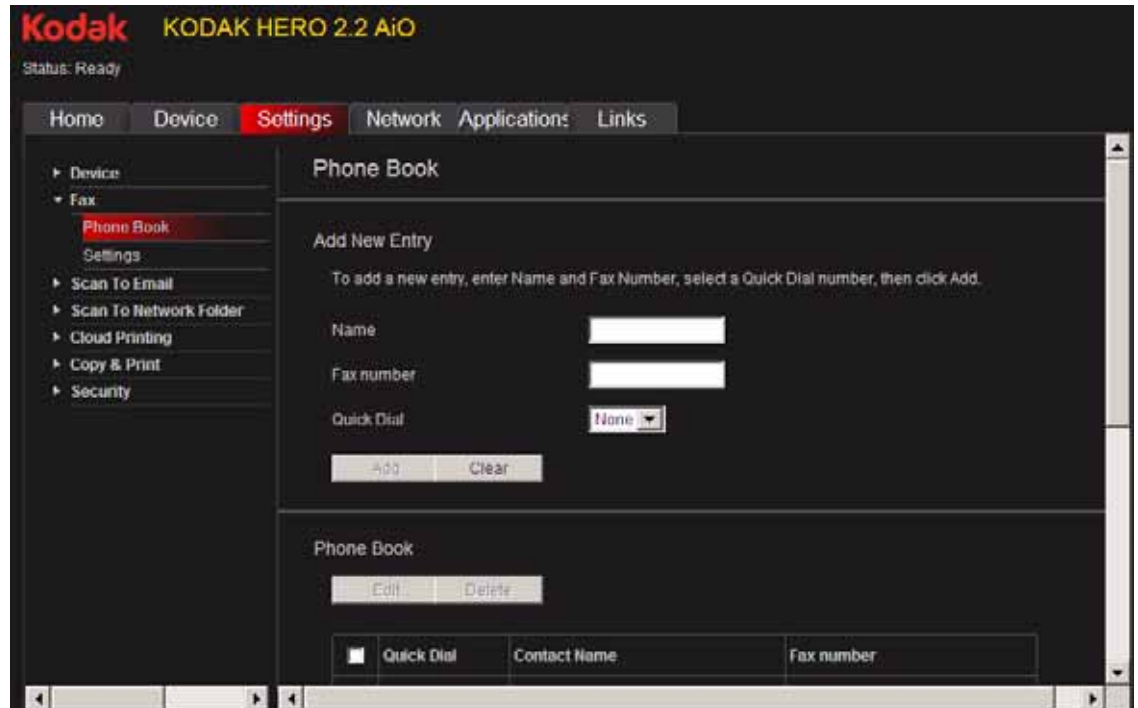 Kodak KODAK HERO 2.2 AiO
Status: Ready
Home Device Settings Network Applications Links
Device
Fax
Phone Book
Settings
Scan To Email
Scan To Network Folder
Cloud Printing
Copy & Print
Security
Phone Book
Add New Entry
To add a new entry, enter Name and Fax Number, select a Quick Dial number, then click Add.
Name
Fax number
Quick Dial None
Add Clear
Phone Book
Edit... Delete
Quick Dial Contact Name Fax number